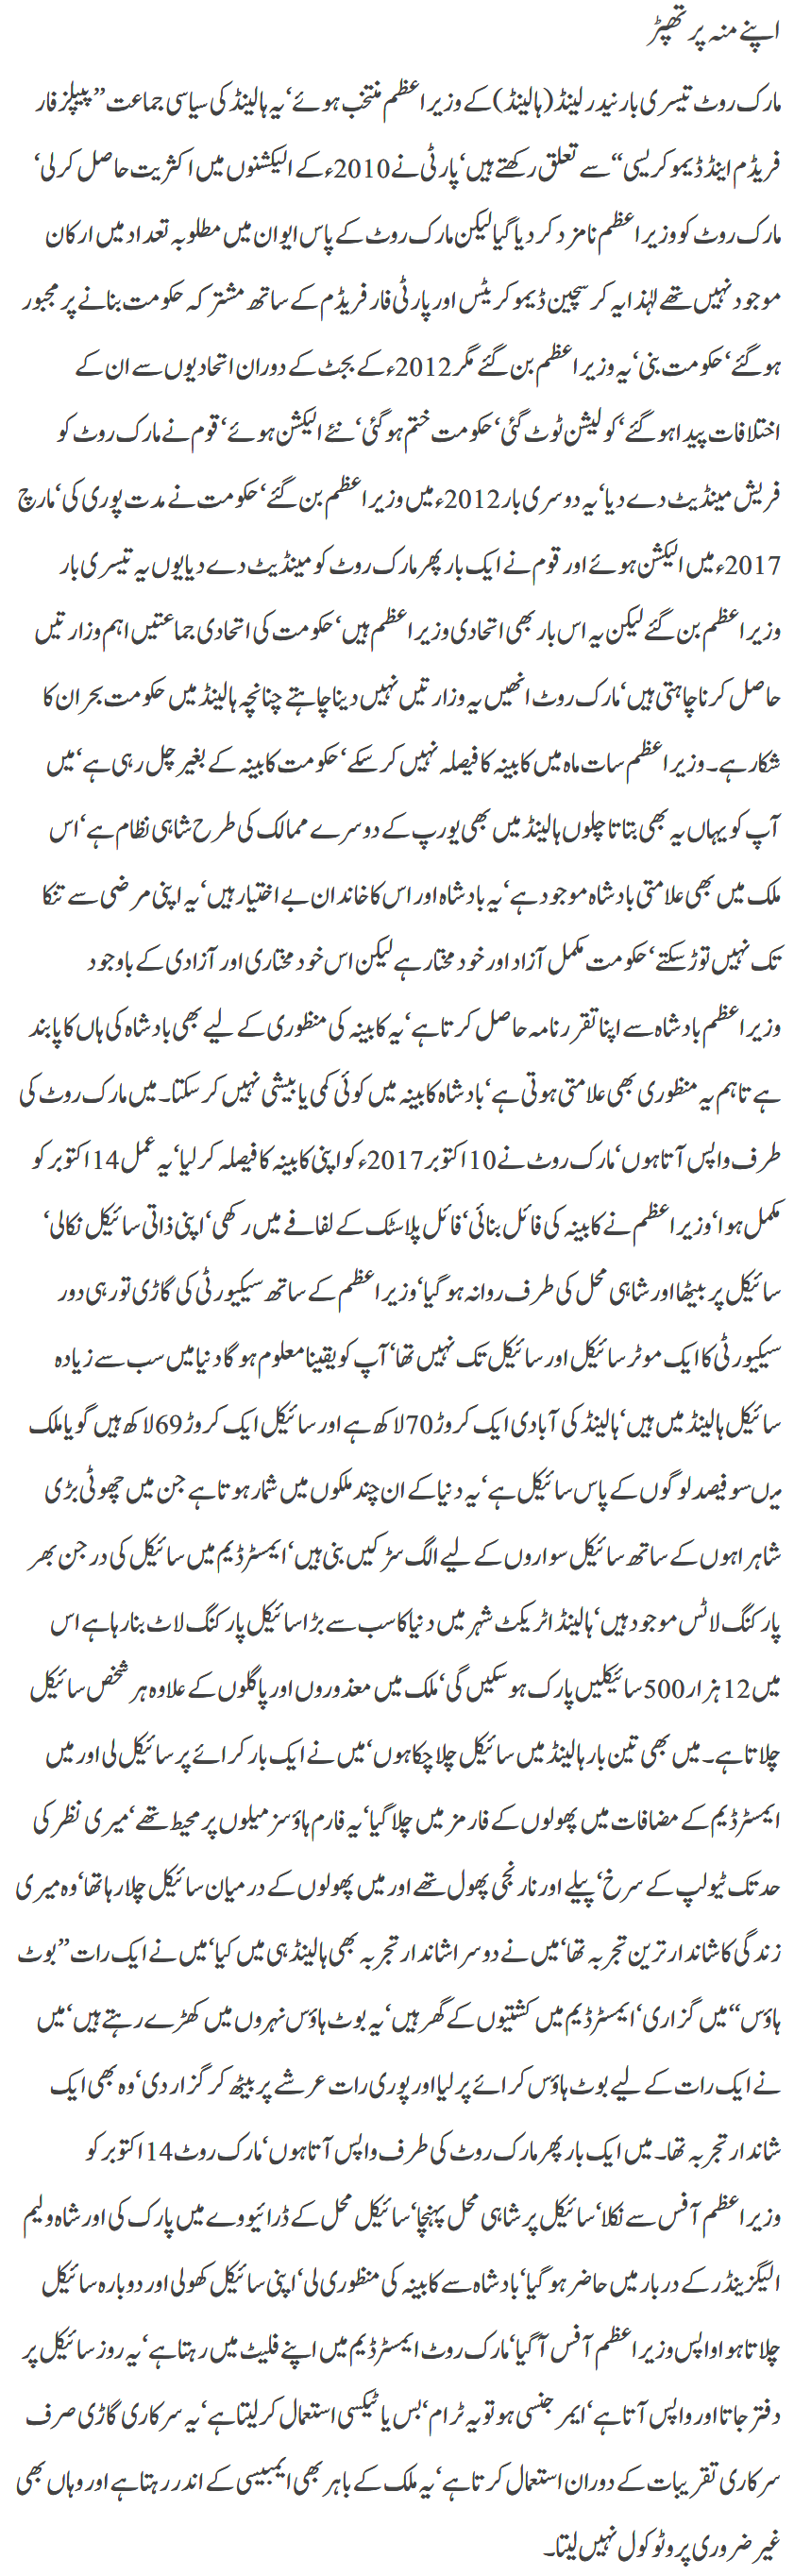 اپنے منہ پر تھپڑ
مارک روٹ تیسری بار نیدر لینڈ (ہالینڈ) کے وزیراعظم منتخب ہوئے‘ یہ ہالینڈ کی سیاسی جماعت ’’پیپلز فار
فریڈم اینڈ ڈیمو کریسی‘‘ سے تعلق رکھتے ہیں‘ پارٹی نے 2010ء کے الیکشنوں میں اکثریت حاصل کر لی‘
مارک روٹ کو وزیراعظم نامزد کر دیا گیا لیکن مارک روٹ کے پاس ایوان میں مطلوبہ تعداد میں ارکان
موجود نہیں تھے لہٰذا یہ کرسچین ڈیمو کریٹس اور پارٹی فار فریڈم کے ساتھ مشترکہ حکومت بنانے پر مجبور
ہو گئے‘ حکومت بنی‘ یہ وزیراعظم بن گئے مگر 2012ء کے بجٹ کے دوران اتحادیوں سے ان کے
اختلافات پیدا ہو گئے‘ کولیشن ٹوٹ گئی‘ حکومت ختم ہو گئی‘ نئے الیکشن ہوئے‘ قوم نے مارک روٹ کو
فریش مینڈیٹ دے دیا‘ یہ دوسری بار 2012ء میں وزیراعظم بن گئے‘ حکومت نے مدت پوری کی‘ مارچ
2017ء میں الیکشن ہوئے اور قوم نے ایک بار پھر مارک روٹ کو مینڈیٹ دے دیا یوں یہ تیسری بار
وزیراعظم بن گئے لیکن یہ اس بار بھی اتحادی وزیراعظم ہیں‘ حکومت کی اتحادی جماعتیں اہم وزارتیں
حاصل کرنا چاہتی ہیں‘ مارک روٹ انھیں یہ وزارتیں نہیں دینا چاہتے چنانچہ ہالینڈ میں حکومت بحران کا
شکار ہے۔ وزیراعظم سات ماہ میں کابینہ کا فیصلہ نہیں کر سکے‘ حکومت کابینہ کے بغیر چل رہی ہے‘ میں
آپ کو یہاں یہ بھی بتاتا چلوں ہالینڈ میں بھی یورپ کے دوسرے ممالک کی طرح شاہی نظام ہے‘ اس
ملک میں بھی علامتی بادشاہ موجود ہے‘ یہ بادشاہ اور اس کا خاندان بے اختیار ہیں‘ یہ اپنی مرضی سے تنکا
تک نہیں توڑ سکتے‘ حکومت مکمل آزاد اور خود مختار ہے لیکن اس خود مختاری اور آزادی کے باوجود
وزیراعظم بادشاہ سے اپنا تقرر نامہ حاصل کرتا ہے‘ یہ کابینہ کی منظوری کے لیے بھی بادشاہ کی ہاں کا پابند
ہے تاہم یہ منظوری بھی علامتی ہوتی ہے‘ بادشاہ کابینہ میں کوئی کمی یا بیشی نہیں کر سکتا۔ میں مارک روٹ کی
طرف واپس آتا ہوں‘ مارک روٹ نے 10 اکتوبر 2017ء کو اپنی کابینہ کا فیصلہ کر لیا‘ یہ عمل 14 اکتوبر کو
مکمل ہوا‘ وزیراعظم نے کابینہ کی فائل بنائی‘ فائل پلاسٹک کے لفافے میں رکھی‘ اپنی ذاتی سائیکل نکالی‘
سائیکل پر بیٹھا اور شاہی محل کی طرف روانہ ہو گیا‘ وزیراعظم کے ساتھ سیکیورٹی کی گاڑی تو رہی دور
سیکیورٹی کا ایک موٹر سائیکل اور سائیکل تک نہیں تھا‘ آپ کو یقینا معلوم ہو گا دنیا میں سب سے زیادہ
سائیکل ہالینڈ میں ہیں‘ ہالینڈ کی آبادی ایک کروڑ 70 لاکھ ہے اور سائیکل ایک کروڑ 69 لاکھ ہیں گویا ملک
میں سو فیصد لوگوں کے پاس سائیکل ہے‘ یہ دنیا کے ان چند ملکوں میں شمار ہوتا ہے جن میں چھوٹی بڑی
شاہراہوں کے ساتھ سائیکل سواروں کے لیے الگ سڑکیں بنی ہیں‘ ایمسٹرڈیم میں سائیکل کی درجن بھر
پارکنگ لاٹس موجود ہیں‘ ہالینڈ اٹریکٹ شہر میں دنیا کا سب سے بڑا سائیکل پارکنگ لاٹ بنا رہا ہے اس
میں 12 ہزار 500 سائیکلیں پارک ہو سکیں گی‘ ملک میں معذوروں اور پاگلوں کے علاوہ ہر شخص سائیکل
چلاتا ہے۔ میں بھی تین بار ہالینڈ میں سائیکل چلا چکا ہوں‘ میں نے ایک بار کرائے پر سائیکل لی اور میں
ایمسٹرڈیم کے مضافات میں پھولوں کے فارمز میں چلا گیا‘ یہ فارم ہاؤسز میلوں پر محیط تھے‘ میری نظر کی
حد تک ٹیولپ کے سرخ‘ پیلے اور نارنجی پھول تھے اور میں پھولوں کے درمیان سائیکل چلا رہا تھا‘ وہ میری
زندگی کا شاندار ترین تجربہ تھا‘ میں نے دوسرا شاندار تجربہ بھی ہالینڈ ہی میں کیا‘ میں نے ایک رات ’’بوٹ
ہاؤس‘‘ میں گزاری‘ ایمسٹرڈیم میں کشتیوں کے گھر ہیں‘ یہ بوٹ ہاؤس نہروں میں کھڑے رہتے ہیں‘ میں
نے ایک رات کے لیے بوٹ ہاؤس کرائے پر لیا اور پوری رات عرشے پر بیٹھ کر گزار دی‘ وہ بھی ایک
شاندار تجربہ تھا۔ میں ایک بار پھر مارک روٹ کی طرف واپس آتا ہوں‘ مارک روٹ 14 اکتوبر کو
وزیراعظم آفس سے نکلا‘ سائیکل پر شاہی محل پہنچا‘ سائیکل محل کے ڈرائیو وے میں پارک کی اور شاہ ولیم
الیگزینڈر کے دربار میں حاضر ہو گیا‘ بادشاہ سے کابینہ کی منظوری لی‘ اپنی سائیکل کھولی اور دوبارہ سائیکل
چلاتا ہوا واپس وزیراعظم آفس آ گیا‘ مارک روٹ ایمسٹرڈیم میں اپنے فلیٹ میں رہتا ہے‘ یہ روز سائیکل پر
دفتر جاتا اور واپس آتا ہے‘ ایمرجنسی ہو تو یہ ٹرام‘ بس یا ٹیکسی استعمال کر لیتا ہے‘ یہ سرکاری گاڑی صرف
سرکاری تقریبات کے دوران استعمال کرتا ہے‘ یہ ملک کے باہر بھی ایمبیسی کے اندر رہتا ہے اور وہاں بھی
غیر ضروری پروٹوکول نہیں لیتا۔